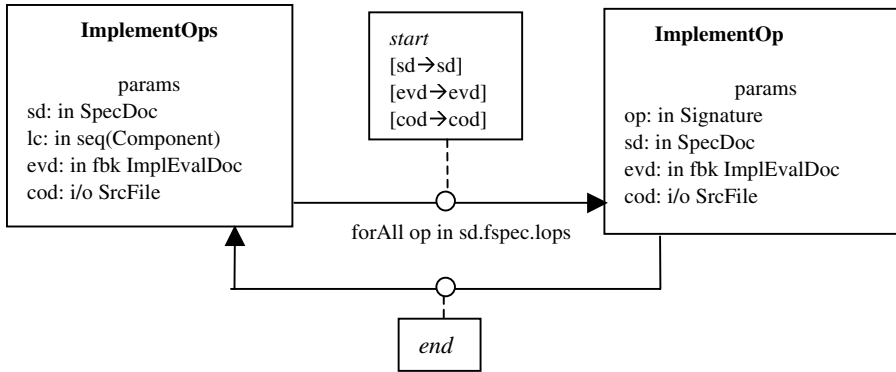 ImplementOps
params
sd: in SpecDoc
lc: in seq(Component)
evd: in fbk ImplEvalDoc
cod: i/o SrcFile
start
[sd→sd]
[evd→evd]
[cod→cod]
ImplementOp
params
op: in Signature
sd: in SpecDoc
evd: in fbk ImplEvalDoc
cod: i/o SrcFile
forAll op in sd.fspec.lops
end